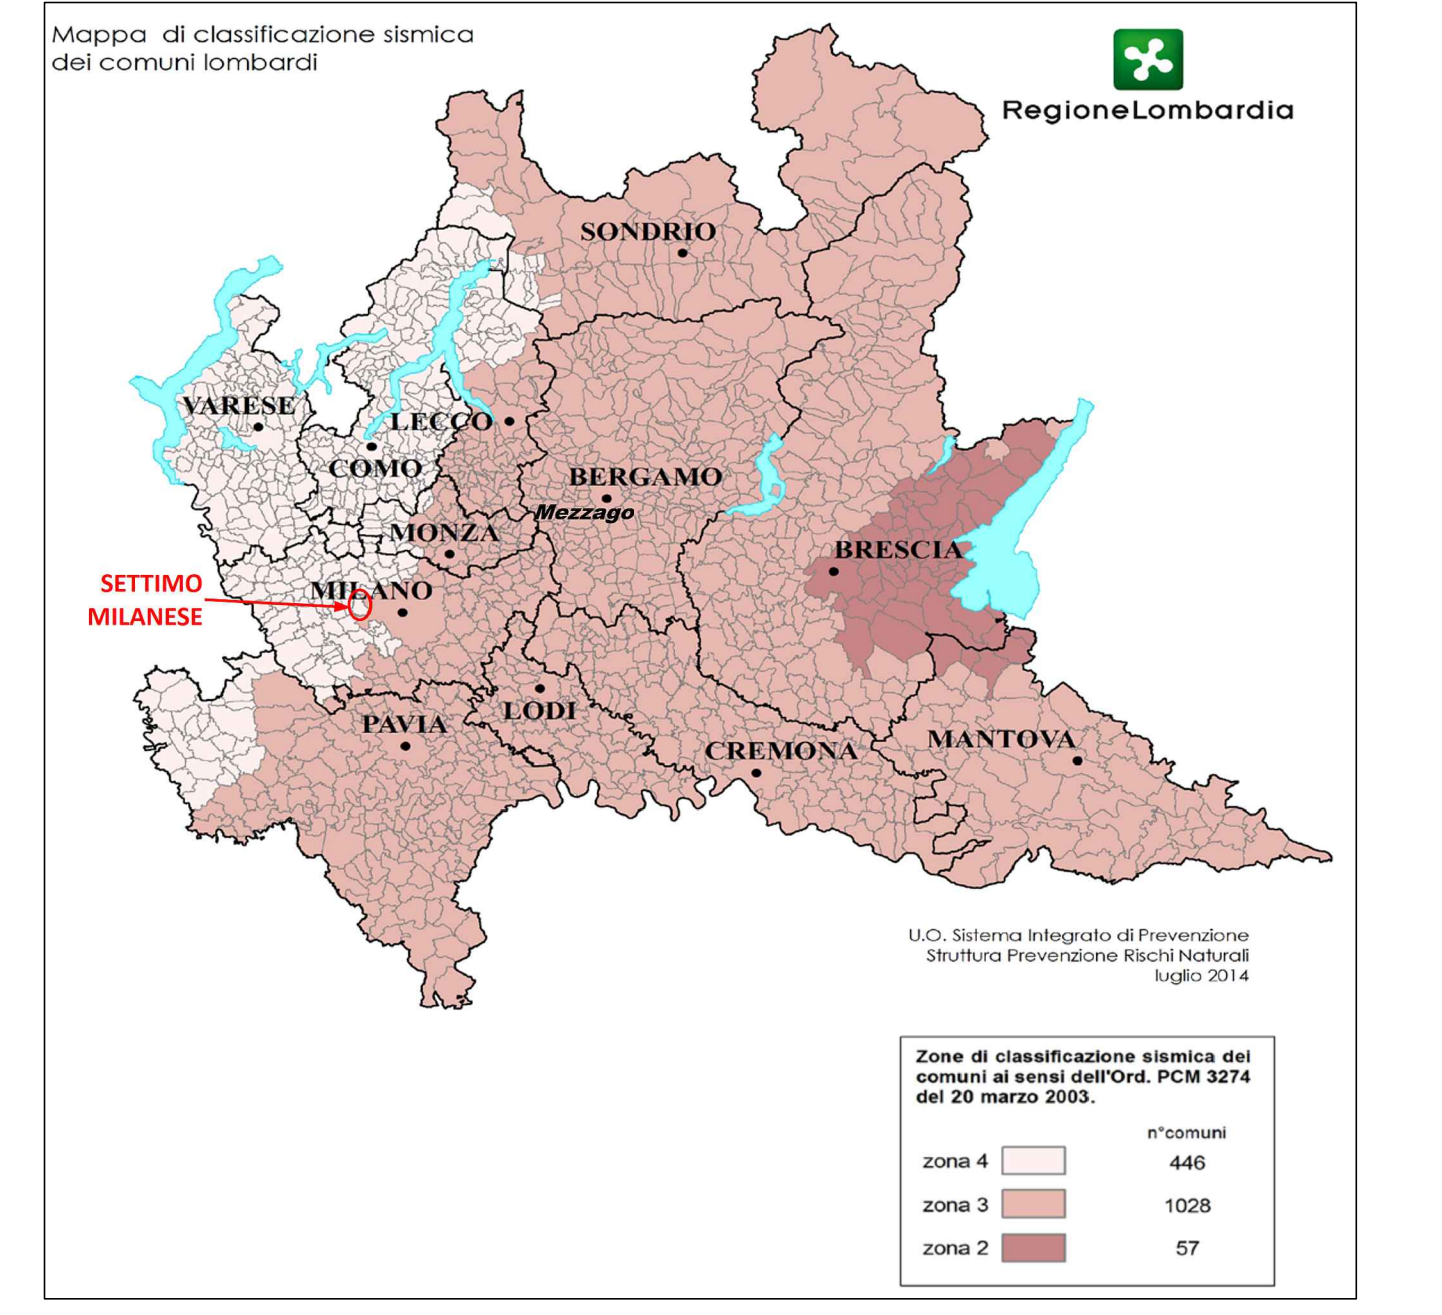 Mappa di classificazione sismica
dei comuni lombardi
RegioneLombardia
SONDRIO
VARESE
LECCO
COMO
BERGAMO
Mezzago
MONZA
BRESCIA
SETTIMO
MILANESE
MILANO
LODI
PAVIA
CREMONA
MANTOVA
U.O. Sistema Integrato di Prevenzione
Struttura Prevenzione Rischi Naturali
luglio 2014
Zone di classificazione sismica dei
comuni ai sensi dell'Ord. PCM 3274
del 20 marzo 2003.
n°comuni
zona 4 446
zona 3 1028
zona 2 57